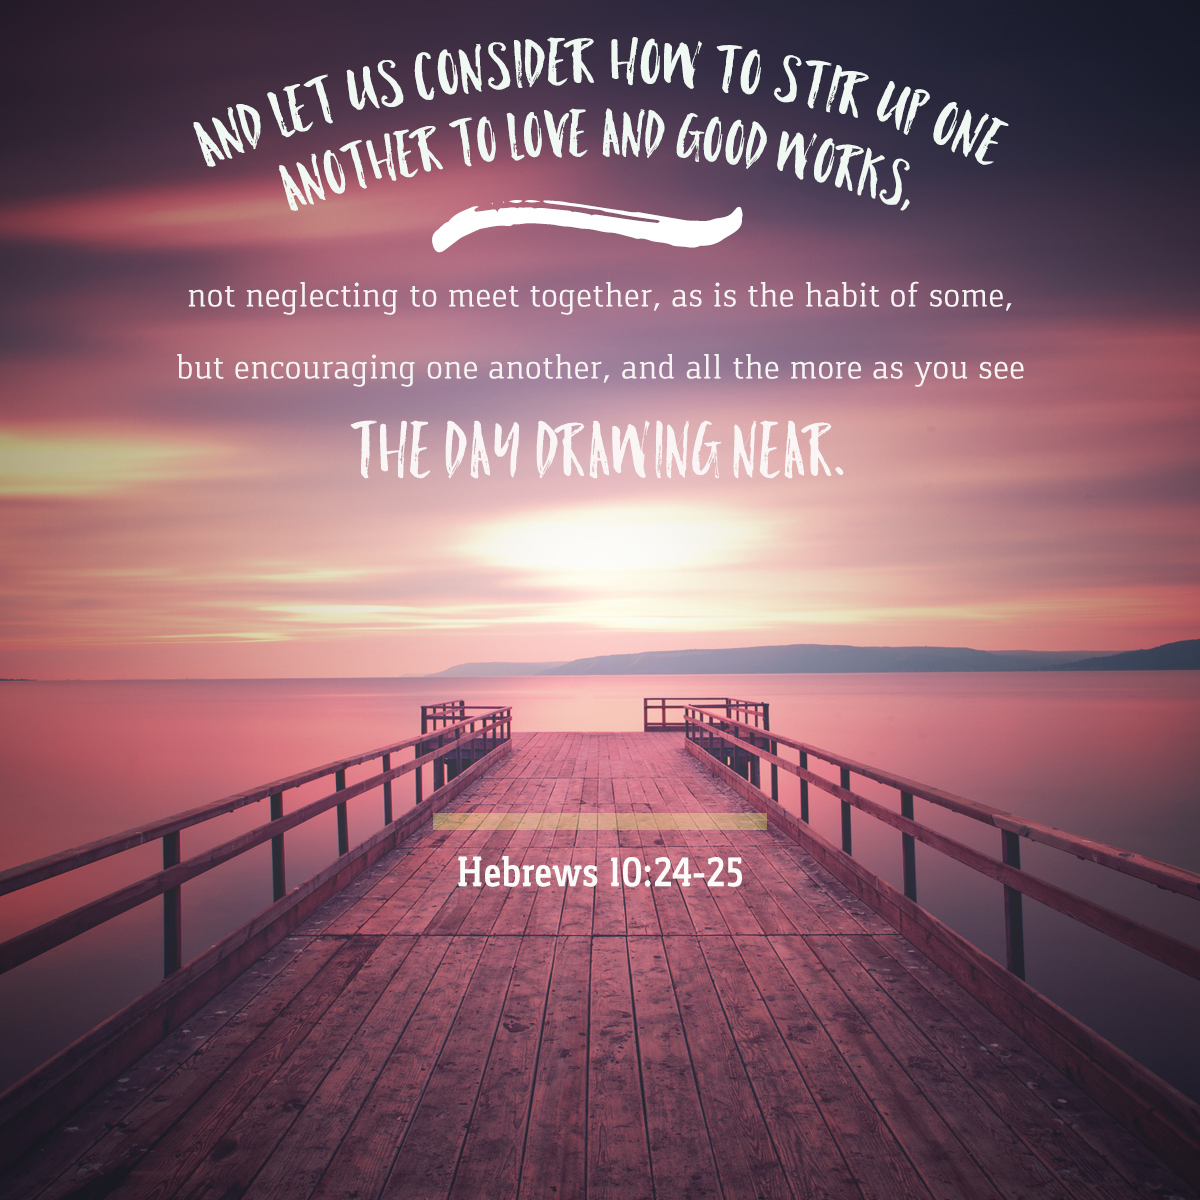 AND LET US CONSIDER HOW TO STIR UP ONE
ANOTHER TO LOVE AND GOOD WORKS,
not neglecting to meet together, as is the habit of some,
but encouraging one another, and all the more as you see
THE DAY DRAWING NEAR.
Hebrews 10:24-25